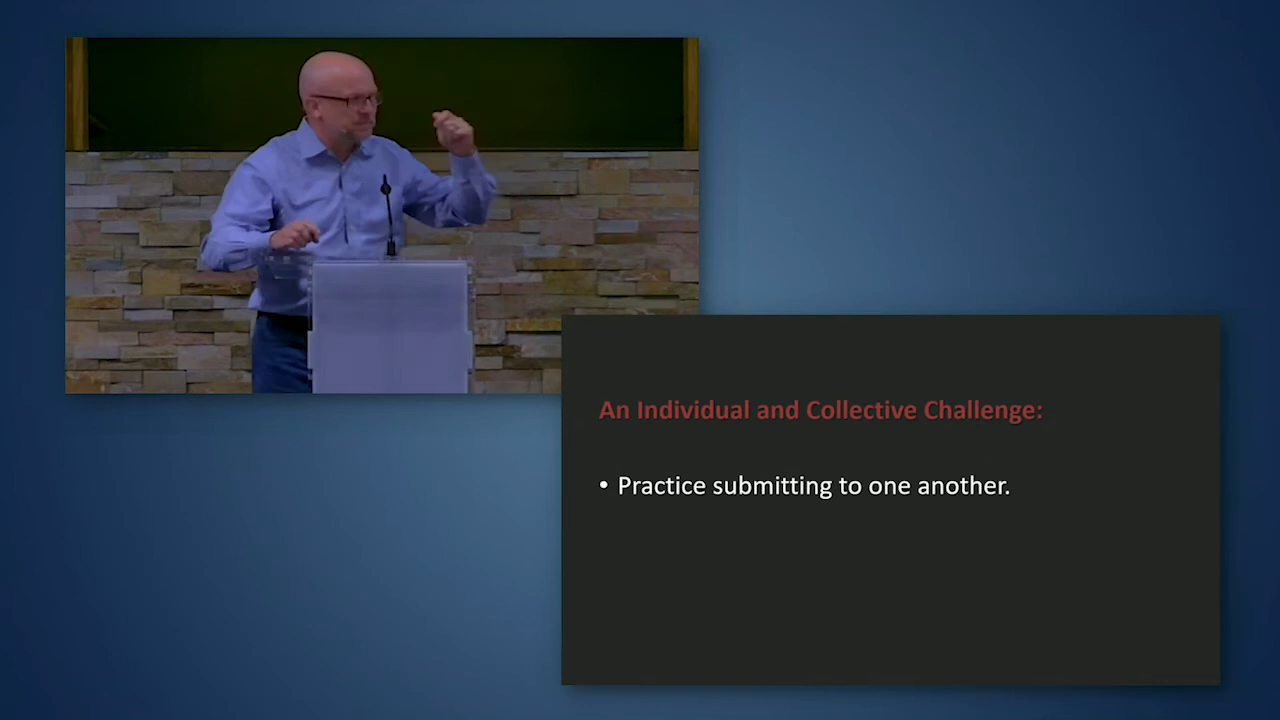 An Individual and Collective Challenge:
• Practice submitting to one another.